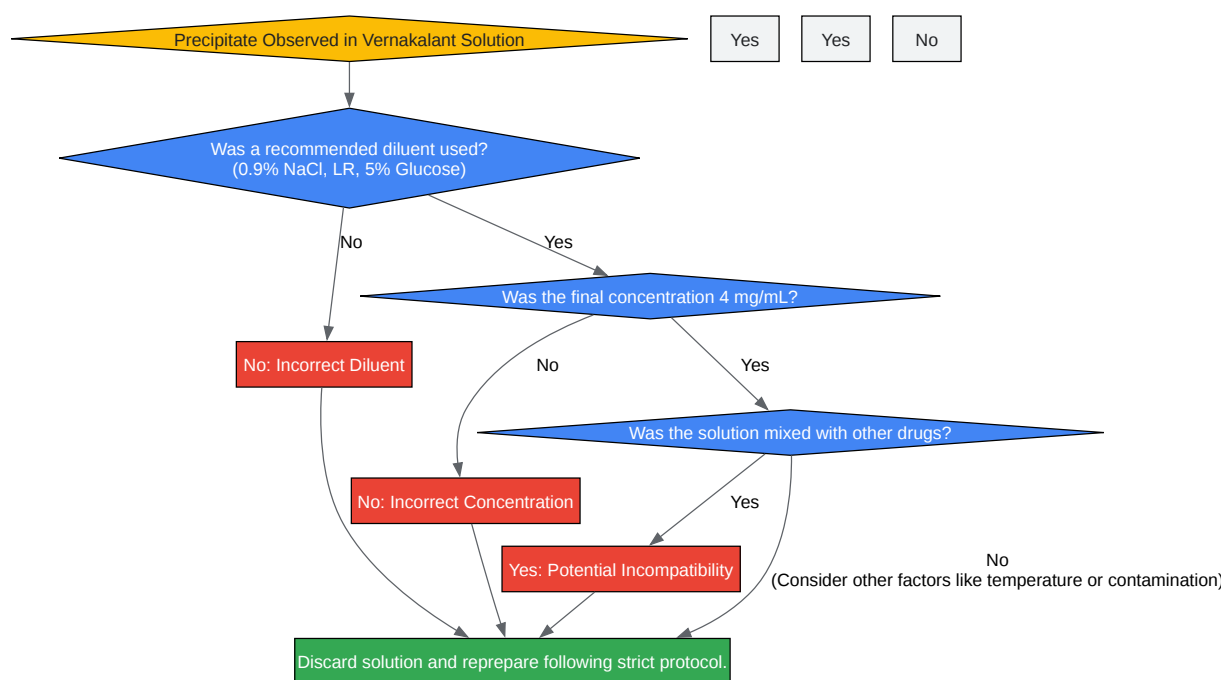 Precipitate Observed in Vernakalant Solution
Yes
Yes
No
Was a recommended diluent used?
(0.9% NaCl, LR, 5% Glucose)
No
Yes
Was the final concentration 4 mg/mL?
No: Incorrect Diluent
No
Yes
Was the solution mixed with other drugs?
No: Incorrect Concentration
Yes
Yes: Potential Incompatibility
No
(Consider other factors like temperature or contamination)
Discard solution and reprepare following strict protocol.